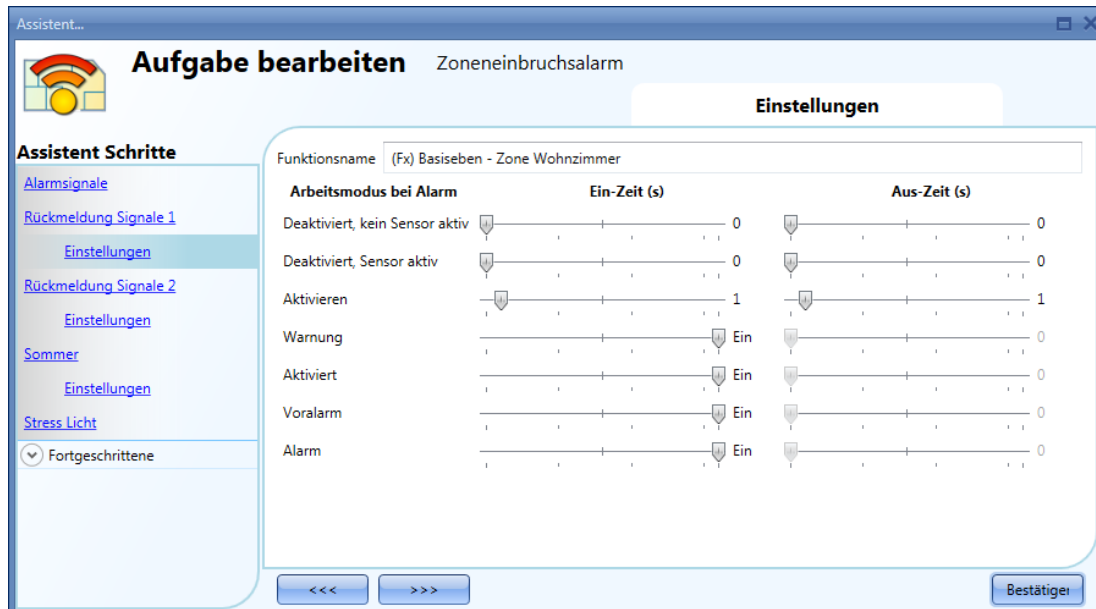 Assistent...
Aufgabe bearbeiten Zoneneinbruchsalarm
Einstellungen
Assistent Schritte
Alarmsignale
Rückmeldung Signale 1
Einstellungen
Rückmeldung Signale 2
Einstellungen
Sommer
Einstellungen
Stress Licht
Fortgeschrittene
Funktionsname (Fx) Basiseben - Zone Wohnzimmer
Arbeitsmodus bei Alarm Ein-Zeit (s) Aus-Zeit (s)
Deaktiviert, kein Sensor aktiv 0 0
Deaktiviert, Sensor aktiv 0 0
Aktivieren 1 1
Warnung Ein 0
Aktiviert Ein 0
Voralarm Ein 0
Alarm Ein 0
<<< >>> Bestätiger